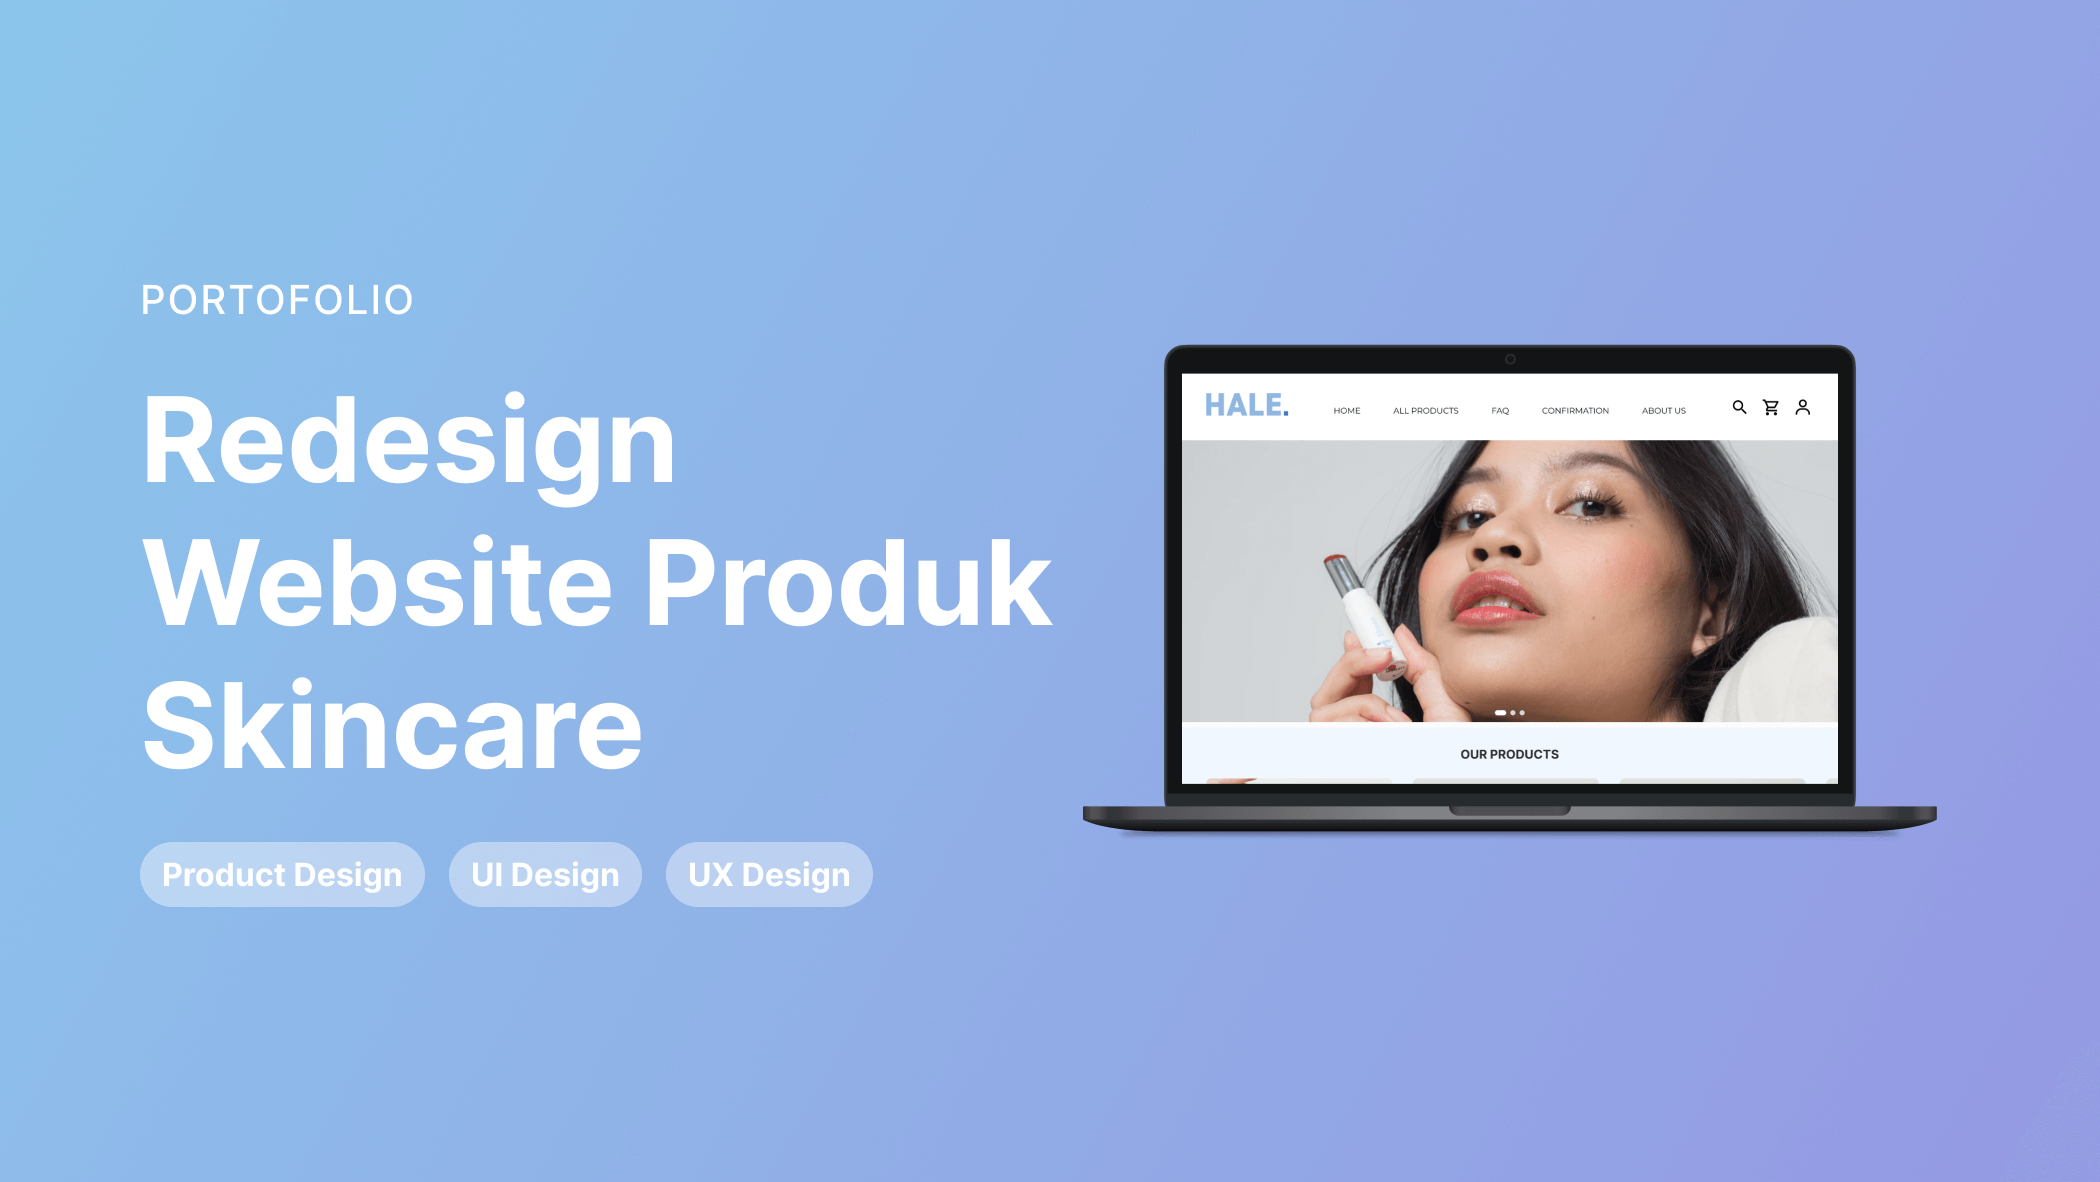 PORTOFOLIO
Redesign
Website Produk
Skincare
Product Design UI Design UX Design
HALE. HOME ALL PRODUCTS FAQ CONFIRMATION ABOUT US
OUR PRODUCTS